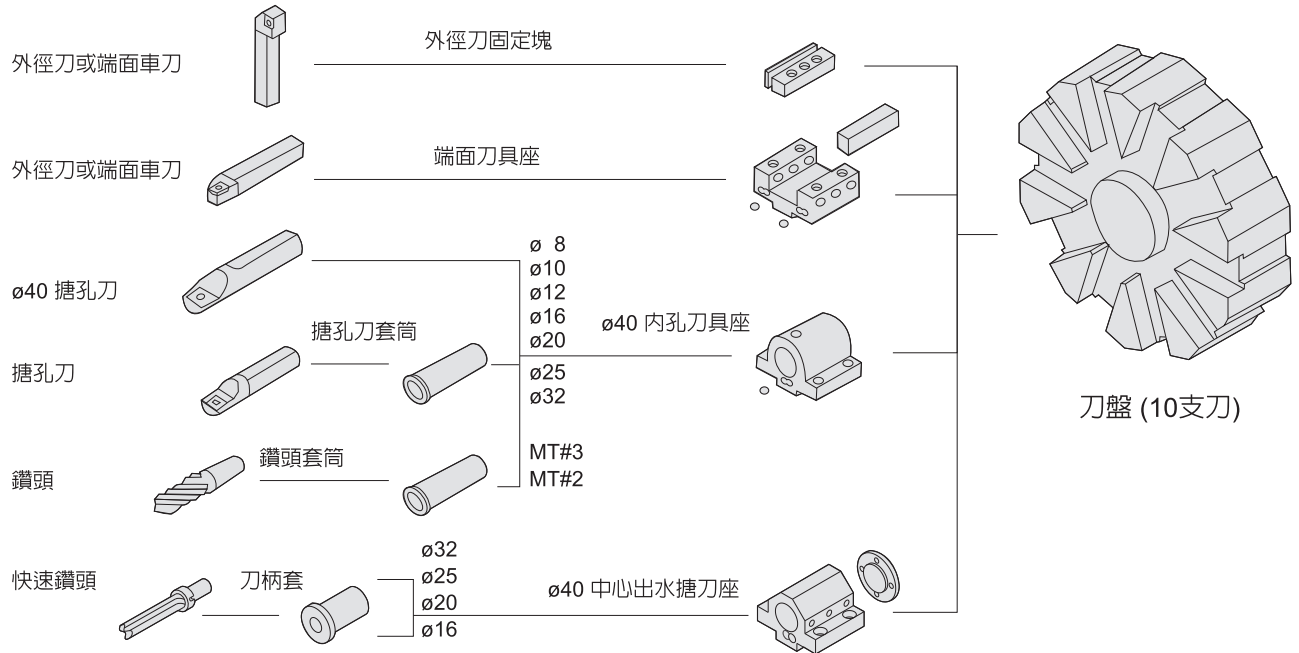 外徑刀或端面車刀
外徑刀固定塊
外徑刀或端面車刀
端面刀具座
ø40 搪孔刀
ø 8
ø10
ø12
ø16
ø20
ø25
ø32
搪孔刀套筒
ø40 內孔刀具座
搪孔刀
鑽頭
鑽頭套筒
MT#3
MT#2
快速鑽頭
刀柄套
ø32
ø25
ø20
ø16
ø40 中心出水搪刀座
刀盤 (10支刀)